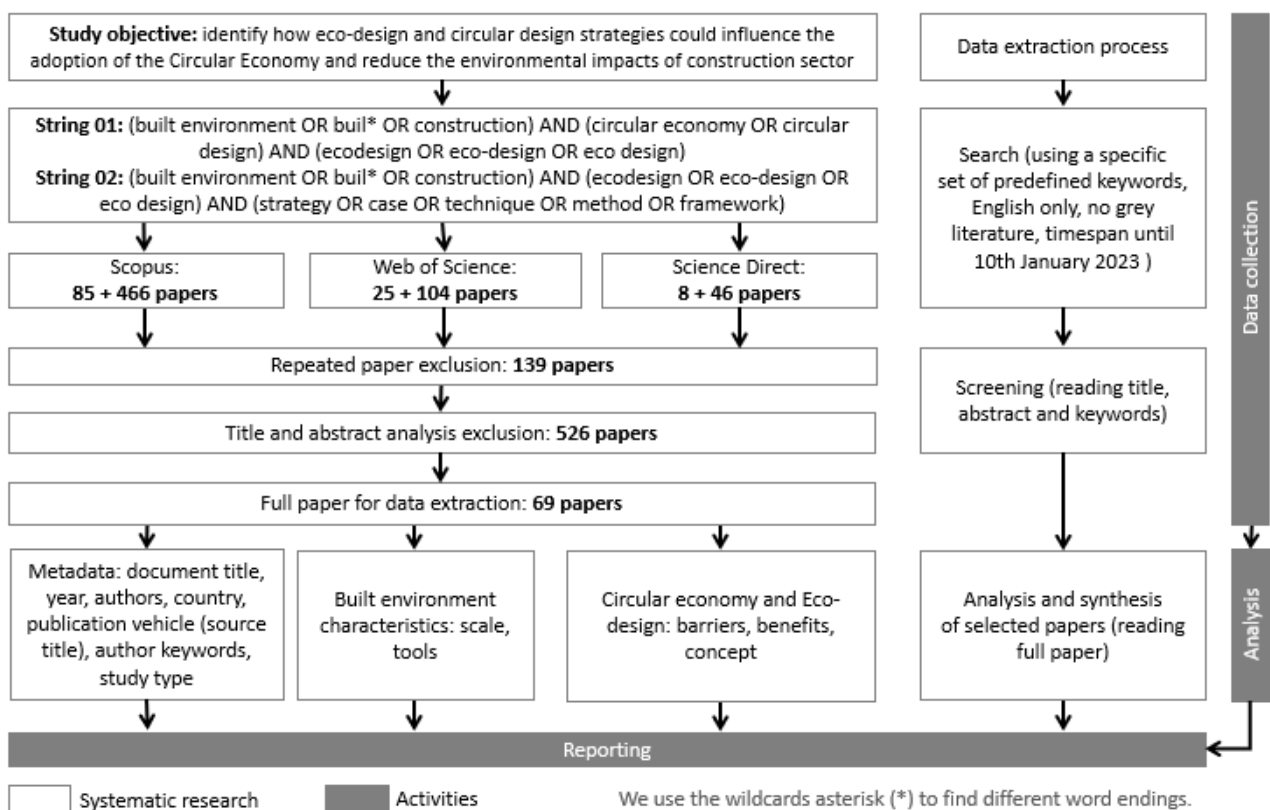 Study objective: identify how eco-design and circular design strategies could influence the
adoption of the Circular Economy and reduce the environmental impacts of construction sector
String 01: (built environment OR buil* OR construction) AND (circular economy OR circular
design) AND (ecodesign OR eco-design OR eco design)
String 02: (built environment OR buil* OR construction) AND (ecodesign OR eco-design OR
eco design) AND (strategy OR case OR technique OR method OR framework)
Scopus:
85 + 466 papers
Web of Science:
25 + 104 papers
Science Direct:
8 + 46 papers
Repeated paper exclusion: 139 papers
Title and abstract analysis exclusion: 526 papers
Full paper for data extraction: 69 papers
Metadata: document title,
year, authors, country,
publication vehicle (source
title), author keywords,
study type
Built environment
characteristics: scale,
tools
Circular economy and Eco-
design: barriers, benefits,
concept
Data extraction process
Search (using a specific
set of predefined keywords,
English only, no grey
literature, timespan until
10th January 2023 )
Screening (reading title,
abstract and keywords)
Analysis and synthesis
of selected papers (reading
full paper)
Data collection
Analysis
Reporting
Systematic research
Activities
We use the wildcards asterisk (*) to find different word endings.